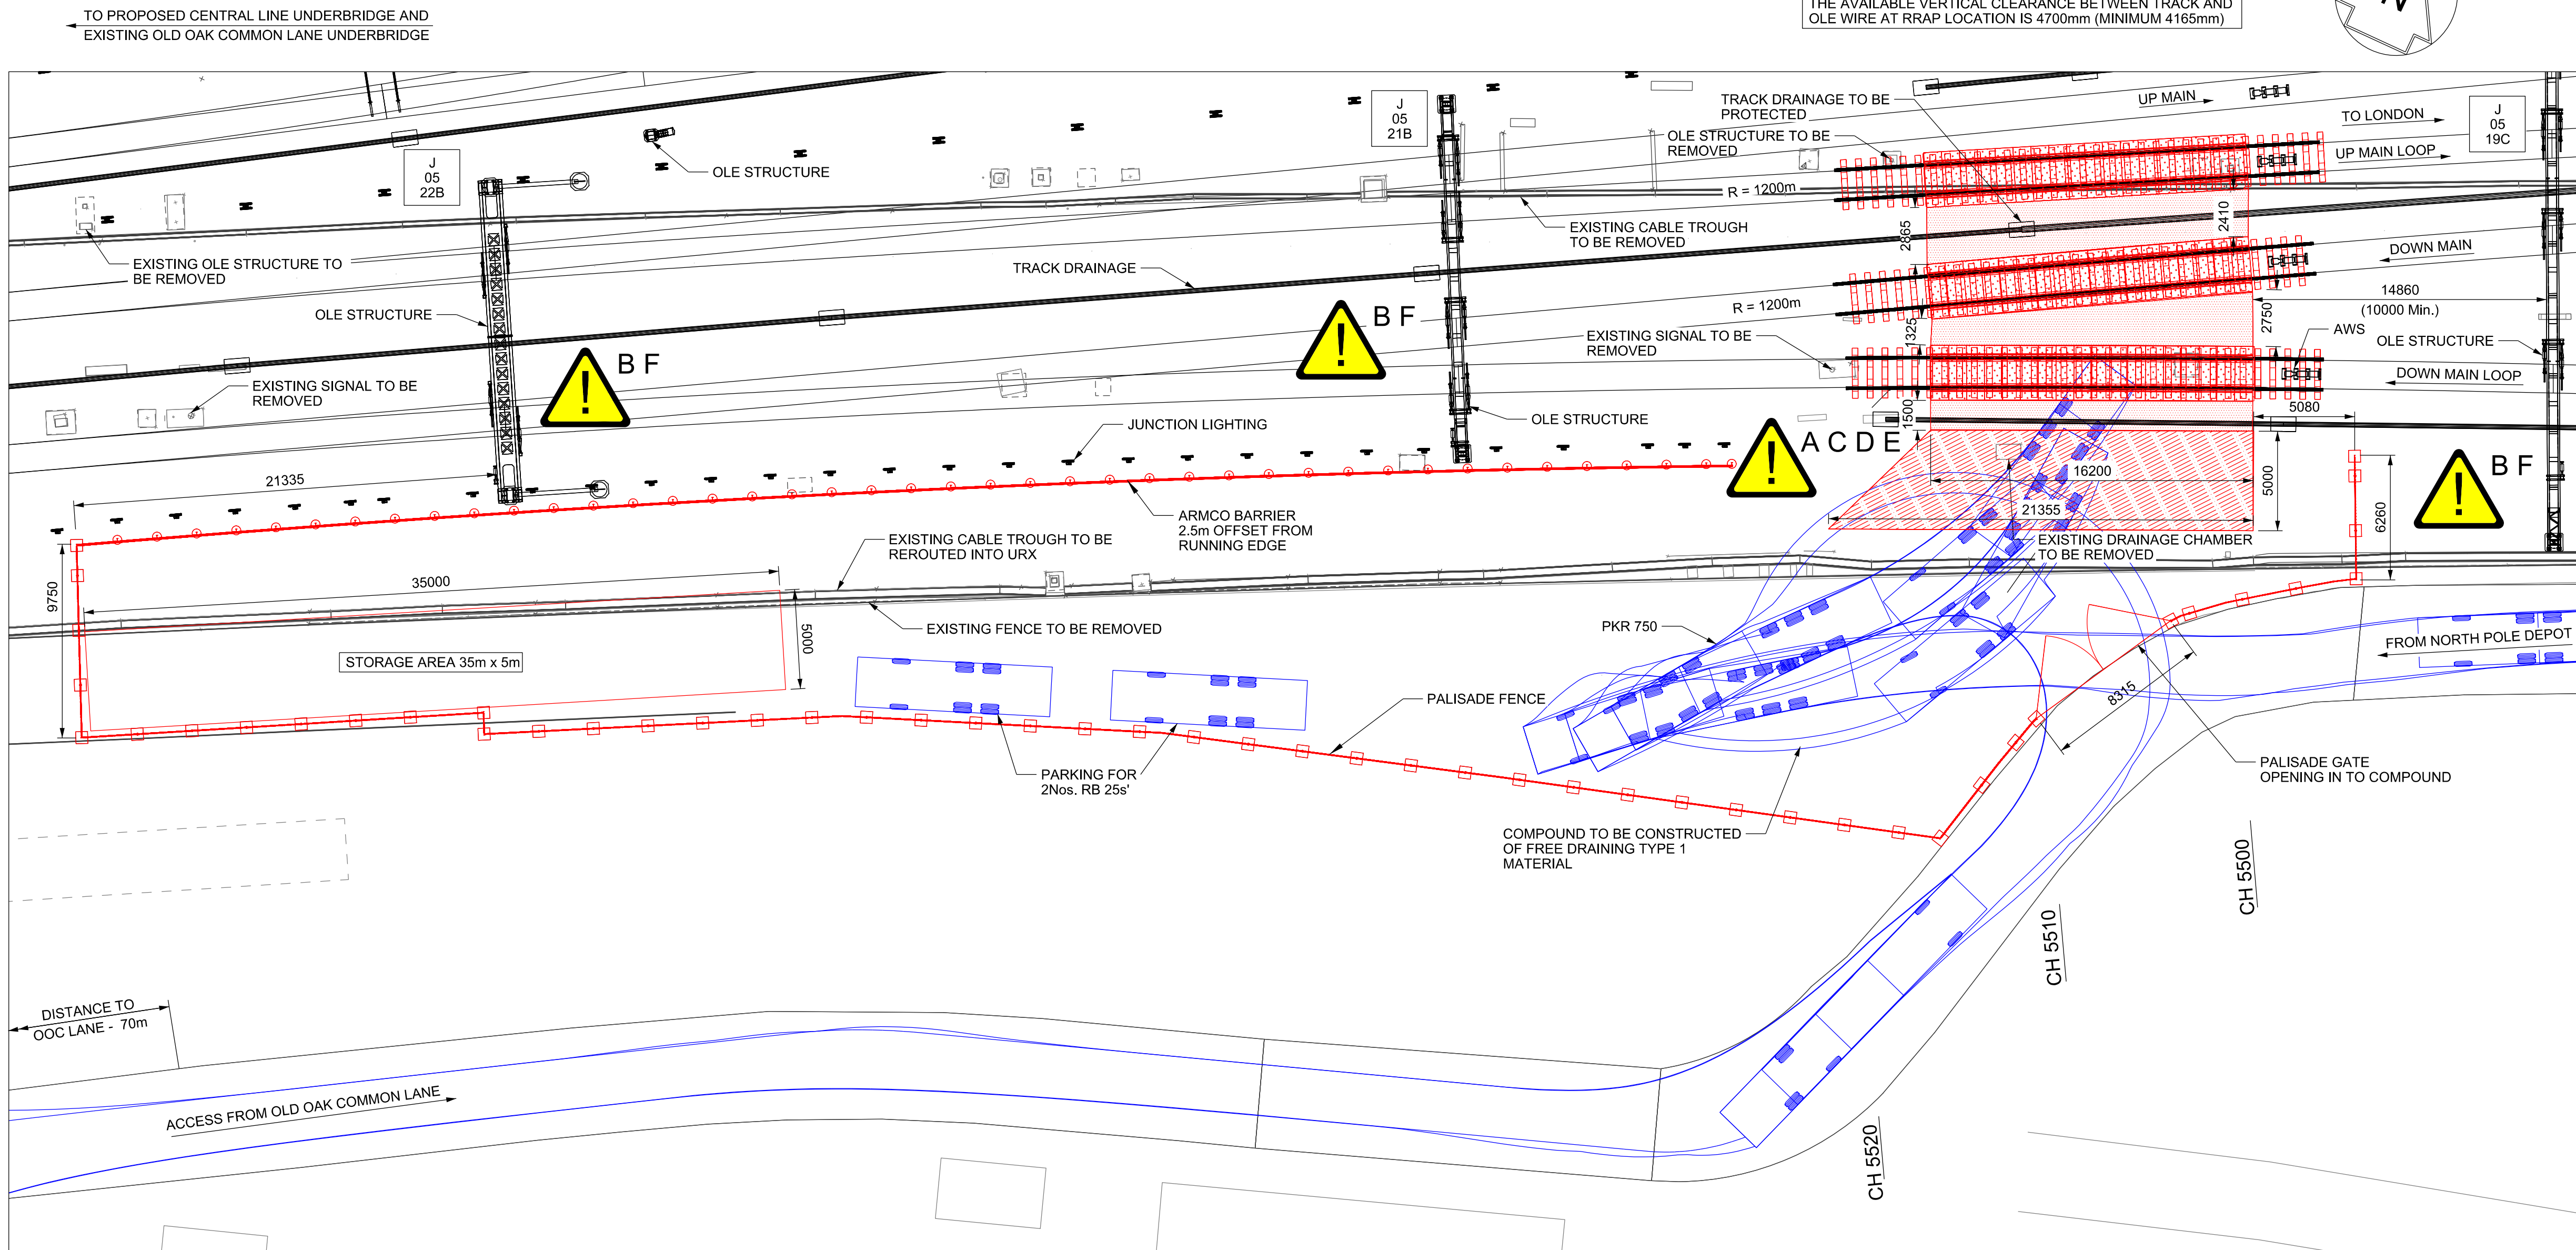 TO PROPOSED CENTRAL LINE UNDERBRIDGE AND
EXISTING OLD OAK COMMON LANE UNDERBRIDGE
THE AVAILABLE VERTICAL CLEARANCE BETWEEN TRACK AND
OLE WIRE AT RRAP LOCATION IS 4700mm (MINIMUM 4165mm)
N
J
05
22B
OLE STRUCTURE
J
05
21B
TRACK DRAINAGE TO BE
PROTECTED
OLE STRUCTURE TO BE
REMOVED
UP MAIN
TO LONDON
UP MAIN LOOP
J
05
19C
R = 1200m
EXISTING CABLE TROUGH
TO BE REMOVED
2865
2410
EXISTING OLE STRUCTURE TO
BE REMOVED
TRACK DRAINAGE
DOWN MAIN
R = 1200m
14860
(10000 Min.)
OLE STRUCTURE
B F
B F
1325
2750
AWS
EXISTING SIGNAL TO BE
REMOVED
OLE STRUCTURE
EXISTING SIGNAL TO BE
REMOVED
DOWN MAIN LOOP
JUNCTION LIGHTING
OLE STRUCTURE
1500
5080
A C D E
B F
21335
16200
5000
21355
6260
ARMCO BARRIER
2.5m OFFSET FROM
RUNNING EDGE
EXISTING CABLE TROUGH TO BE
REROUTED INTO URX
EXISTING DRAINAGE CHAMBER
TO BE REMOVED
9750
35000
5000
EXISTING FENCE TO BE REMOVED
PKR 750
FROM NORTH POLE DEPOT
STORAGE AREA 35m x 5m
PALISADE FENCE
8315
PARKING FOR
2Nos. RB 25s'
PALISADE GATE
OPENING IN TO COMPOUND
COMPOUND TO BE CONSTRUCTED
OF FREE DRAINING TYPE 1
MATERIAL
CH 5500
CH 5510
DISTANCE TO
OOC LANE - 70m
ACCESS FROM OLD OAK COMMON LANE
CH 5520